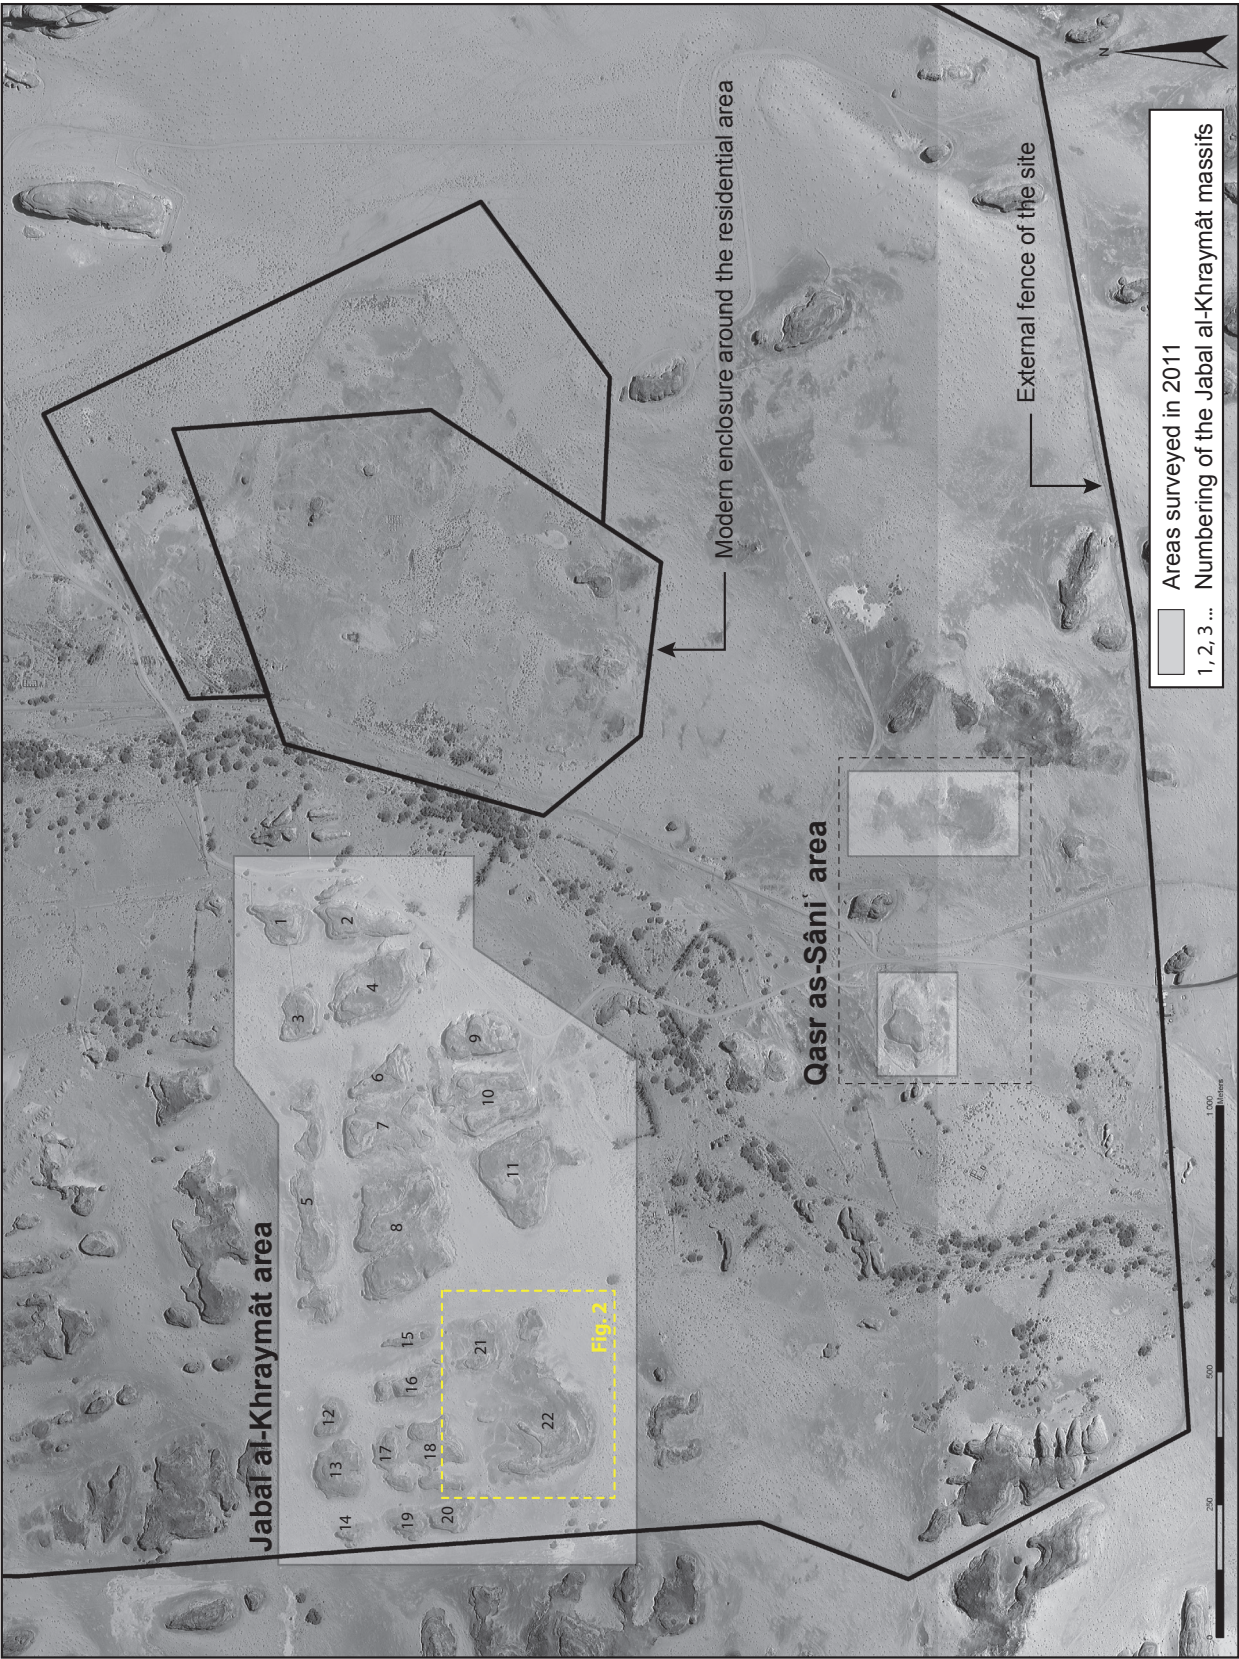 Jabal al-Khraymât area
1
2
3
4
5
6
7
8
9
10
11
12
13
14
15
16
17
18
19
20
21
22
Fig. 2
Qasr as-Sâniʿ area
Modern enclosure around the residential area
External fence of the site
N
Areas surveyed in 2011
1, 2, 3 ... Numbering of the Jabal al-Khraymât massifs
0 250 500 1 000
Meters